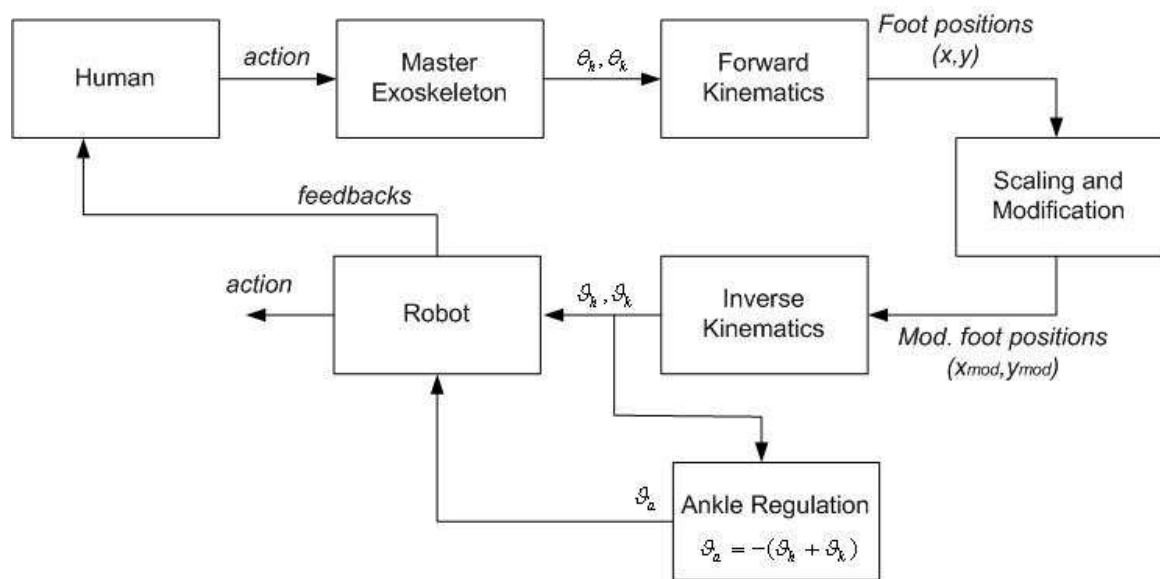 Human
action
Master
Exoskeleton
θₕ, θₖ
Forward
Kinematics
Foot positions
(x,y)
Scaling and
Modification
feedbacks
action
Robot
ϑₕ, ϑₖ
Inverse
Kinematics
Mod. foot positions
(xmod,ymod)
ϑₐ
Ankle Regulation
ϑₐ = −(ϑₕ + ϑₖ)